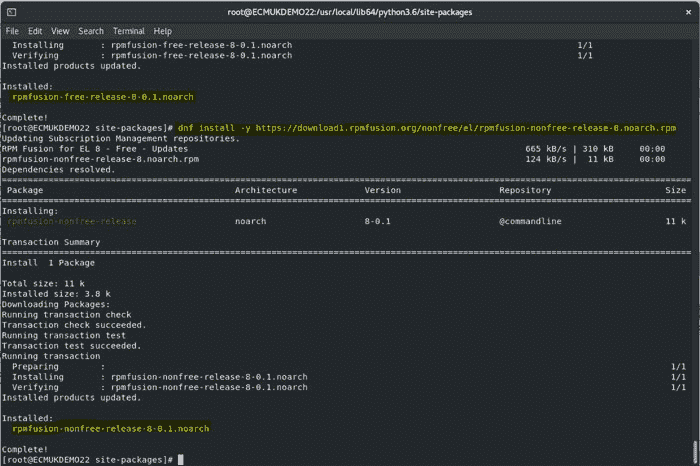 root@ECMUKDEMO22:/usr/local/lib64/python3.6/site-packages
File Edit View Search Terminal Help
Installing : rpmfusion-free-release-8-0.1.noarch 1/1
Verifying : rpmfusion-free-release-8-0.1.noarch 1/1
Installed products updated.
Installed:
rpmfusion-free-release-8-0.1.noarch
Complete!
[root@ECMUKDEMO22 site-packages]# dnf install -y https://download1.rpmfusion.org/nonfree/el/rpmfusion-nonfree-release-8.noarch.rpm
Updating Subscription Management repositories.
RPM Fusion for EL 8 - Free - Updates 665 kB/s | 310 kB 00:00
rpmfusion-nonfree-release-8.noarch.rpm 124 kB/s | 11 kB 00:00
Dependencies resolved.
================================================================================
Package Architecture Version Repository Size
================================================================================
Installing:
rpmfusion-nonfree-release noarch 8-0.1 @commandline 11 k
Transaction Summary
================================================================================
Install 1 Package
Total size: 11 k
Installed size: 3.8 k
Downloading Packages:
Running transaction check
Transaction check succeeded.
Running transaction test
Transaction test succeeded.
Running transaction
Preparing : 1/1
Installing : rpmfusion-nonfree-release-8-0.1.noarch 1/1
Verifying : rpmfusion-nonfree-release-8-0.1.noarch 1/1
Installed products updated.
Installed:
rpmfusion-nonfree-release-8-0.1.noarch
Complete!
[root@ECMUKDEMO22 site-packages]#